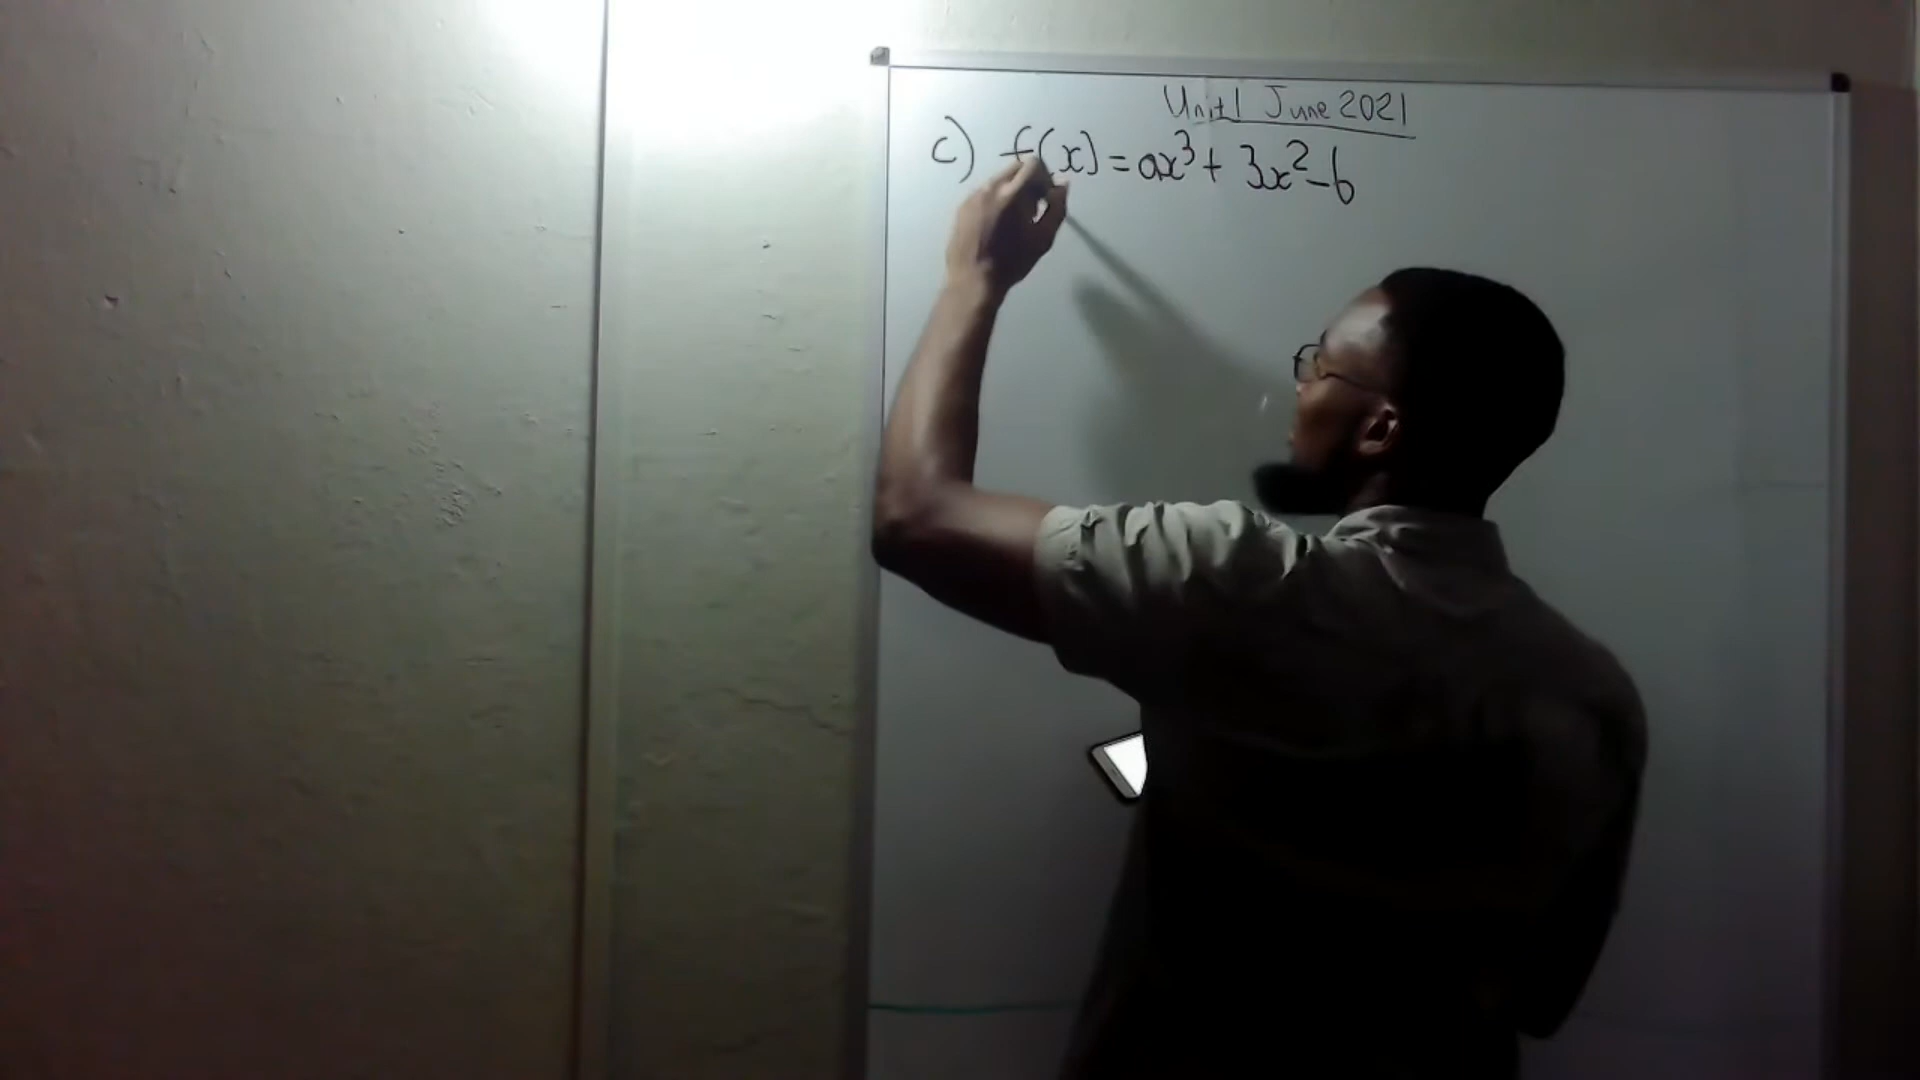 Unit 1 June 2021
c) f(x) = ax³ + 3x² - 6